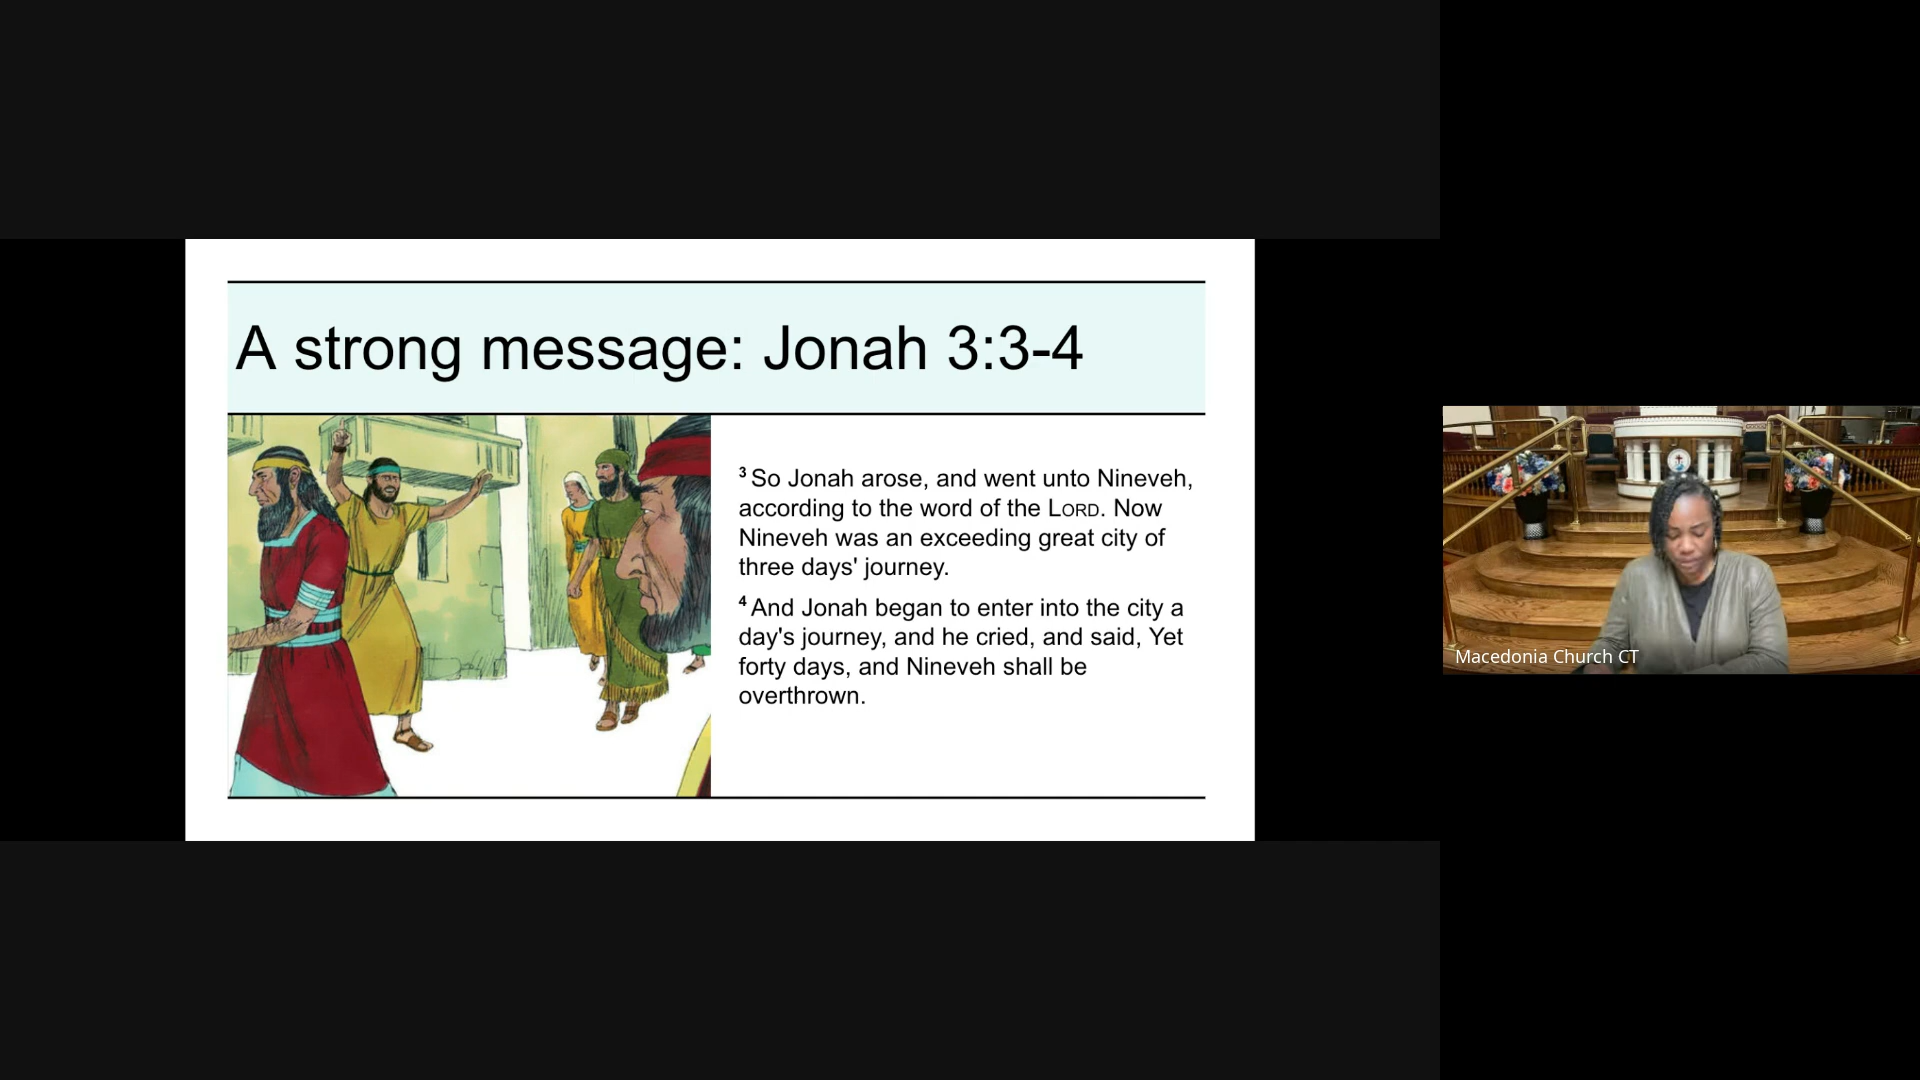 A strong message: Jonah 3:3-4
3 So Jonah arose, and went unto Nineveh,
according to the word of the LORD. Now
Nineveh was an exceeding great city of
three days' journey.
4 And Jonah began to enter into the city a
day's journey, and he cried, and said, Yet
forty days, and Nineveh shall be
overthrown.
Macedonia Church CT